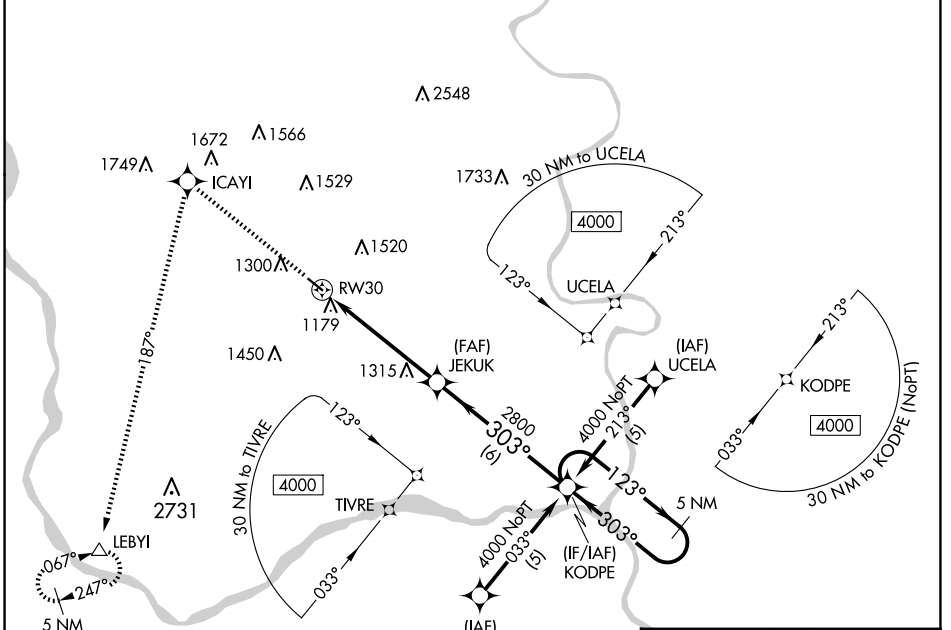 2548
1672
1566
1749
ICAYI
1529
1733
30 NM to UCELA
4000
213°
123°
UCELA
1520
1300
RW30
1179
187°
1450
(FAF)
JEKUK
1315
(IAF)
UCELA
213°
KODPE
033°
4000
30 NM to KODPE (NoPT)
2800
303°
(6)
4000 NoPT
213°
(5)
123°
30 NM to TIVRE
4000
TIVRE
033°
123°
5 NM
303°
(IF/IAF)
KODPE
4000 NoPT
033°
(5)
2731
LEBYI
067°
247°
5 NM
(IAF)